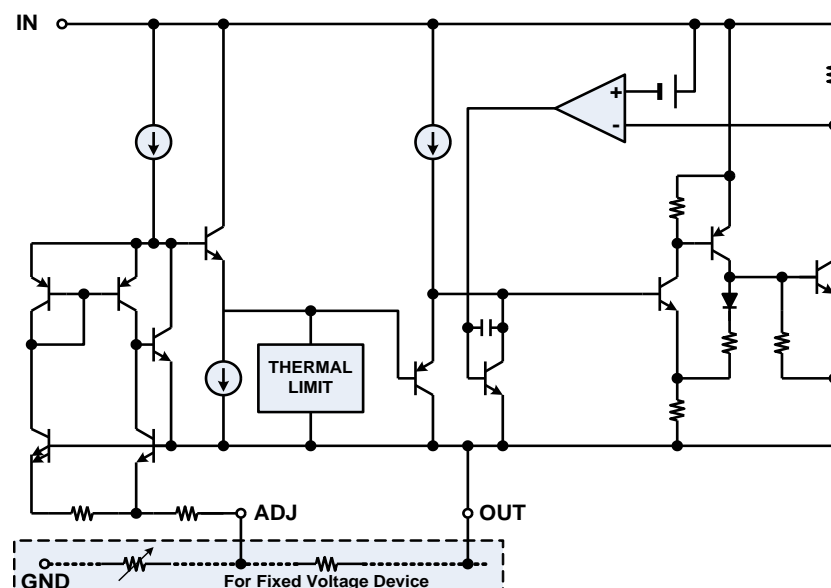 IN
+
-
THERMAL
LIMIT
ADJ
OUT
GND
For Fixed Voltage Device